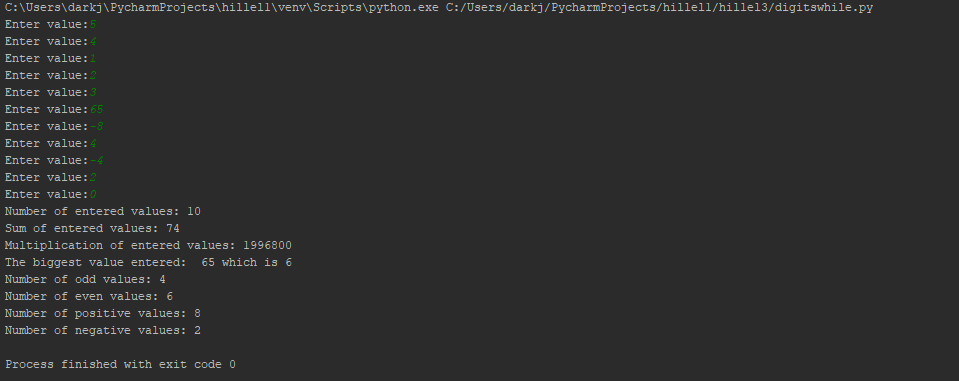 C:\Users\darkj\PycharmProjects\hillel1\venv\Scripts\python.exe C:/Users/darkj/PycharmProjects/hillel1/hillel3/digitswhile.py
Enter value:5
Enter value:4
Enter value:1
Enter value:2
Enter value:3
Enter value:65
Enter value:-8
Enter value:4
Enter value:-4
Enter value:2
Enter value:0
Number of entered values: 10
Sum of entered values: 74
Multiplication of entered values: 1996800
The biggest value entered:  65 which is 6
Number of odd values: 4
Number of even values: 6
Number of positive values: 8
Number of negative values: 2
Process finished with exit code 0